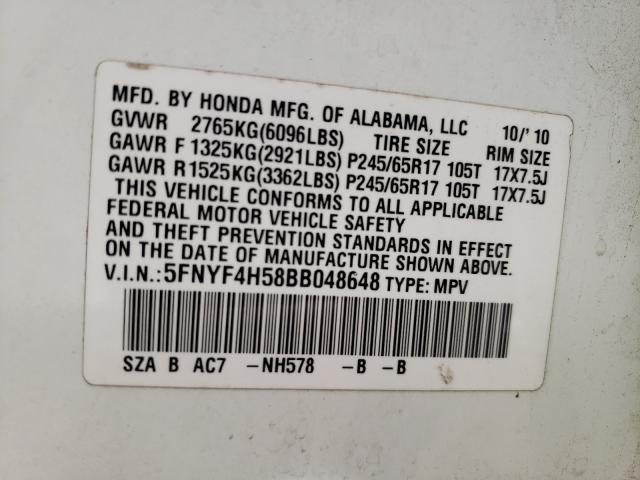 MFD. BY HONDA MFG. OF ALABAMA, LLC 10/'10
GVWR 2765KG(6096LBS) TIRE SIZE RIM SIZE
GAWR F 1325KG(2921LBS) P245/65R17 105T 17X7.5J
GAWR R 1525KG(3362LBS) P245/65R17 105T 17X7.5J
THIS VEHICLE CONFORMS TO ALL APPLICABLE
FEDERAL MOTOR VEHICLE SAFETY
AND THEFT PREVENTION STANDARDS IN EFFECT
ON THE DATE OF MANUFACTURE SHOWN ABOVE.
V.I.N.:5FNYF4H58BB048648 TYPE: MPV
SZA B AC7 -NH578 -B -B